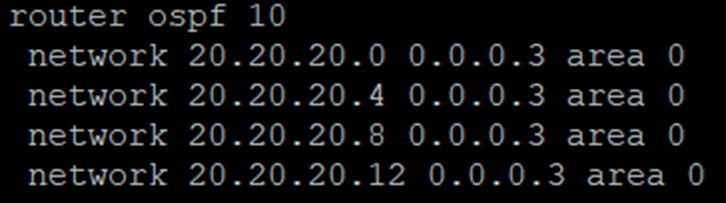 router ospf 10
network 20.20.20.0 0.0.0.3 area 0
network 20.20.20.4 0.0.0.3 area 0
network 20.20.20.8 0.0.0.3 area 0
network 20.20.20.12 0.0.0.3 area 0